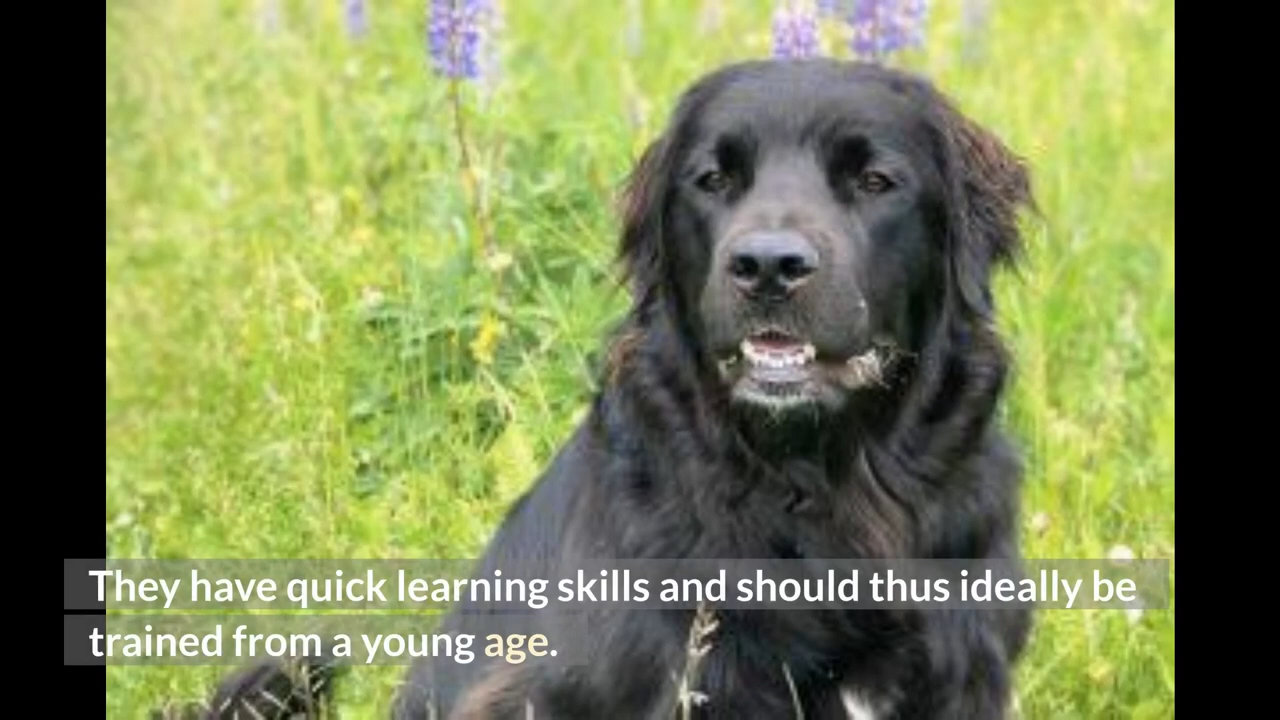 They have quick learning skills and should thus ideally be
trained from a young age.